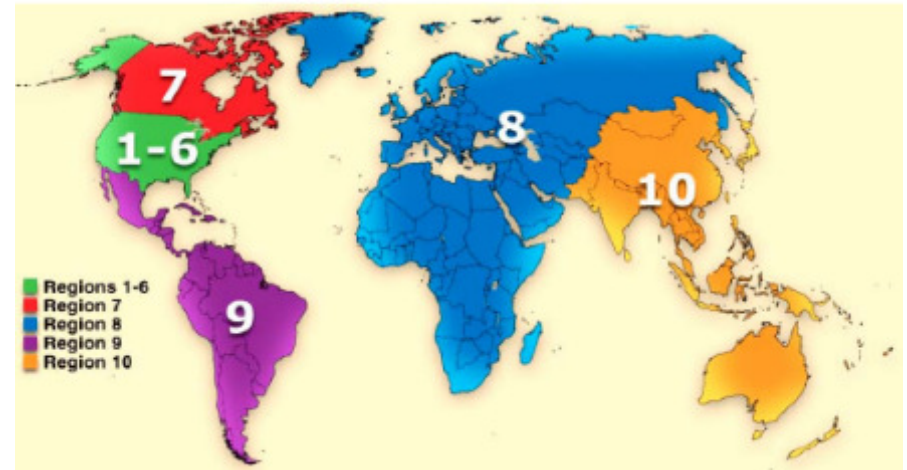 7
8
1-6
10
9
Regions 1-6
Region 7
Region 8
Region 9
Region 10